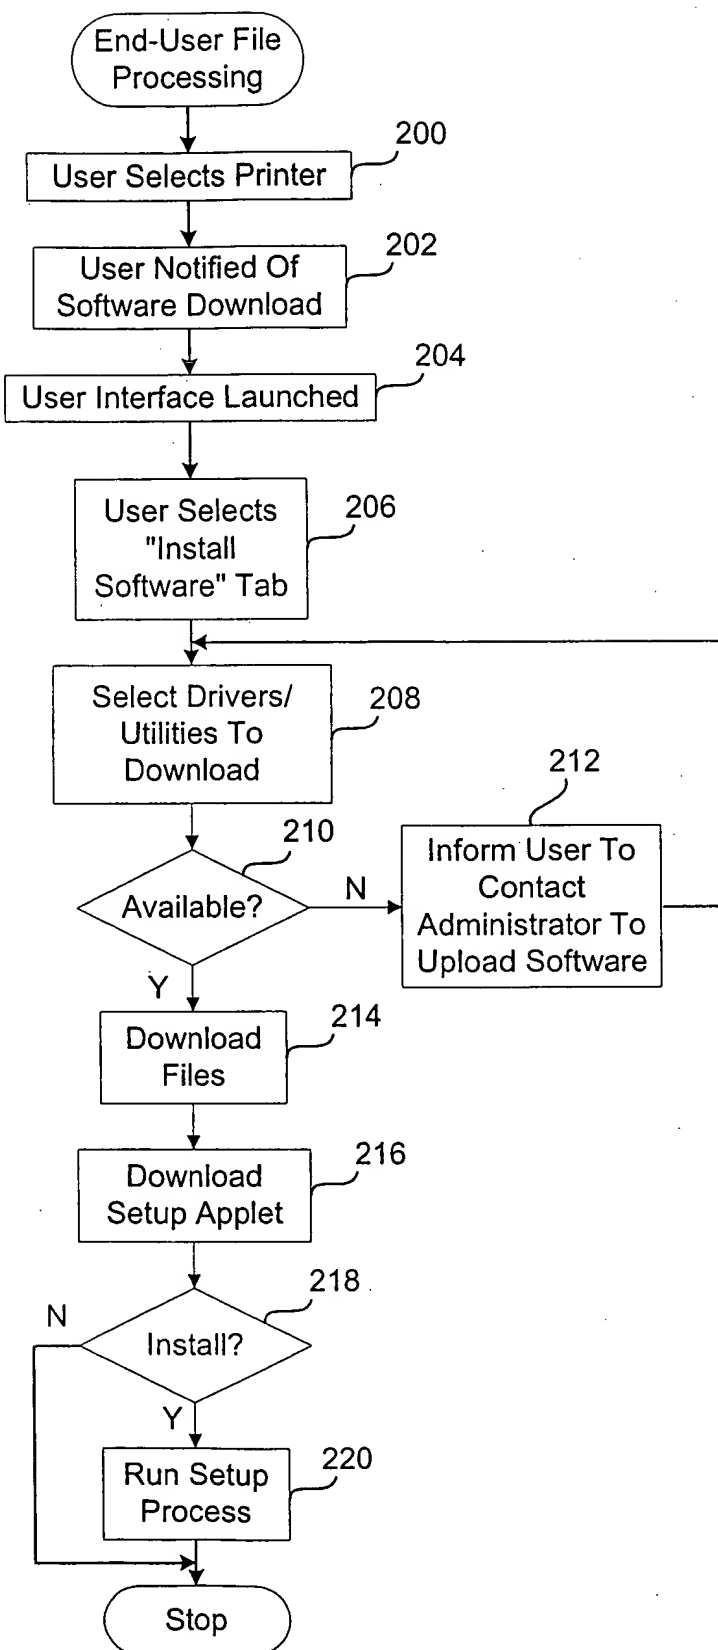 End-User File
Processing
200
User Selects Printer
202
User Notified Of
Software Download
204
User Interface Launched
206
User Selects
"Install
Software" Tab
208
Select Drivers/
Utilities To
Download
210
Available?
N
212
Inform User To
Contact
Administrator To
Upload Software
Y
214
Download
Files
216
Download
Setup Applet
218
N
Install?
Y
220
Run Setup
Process
Stop